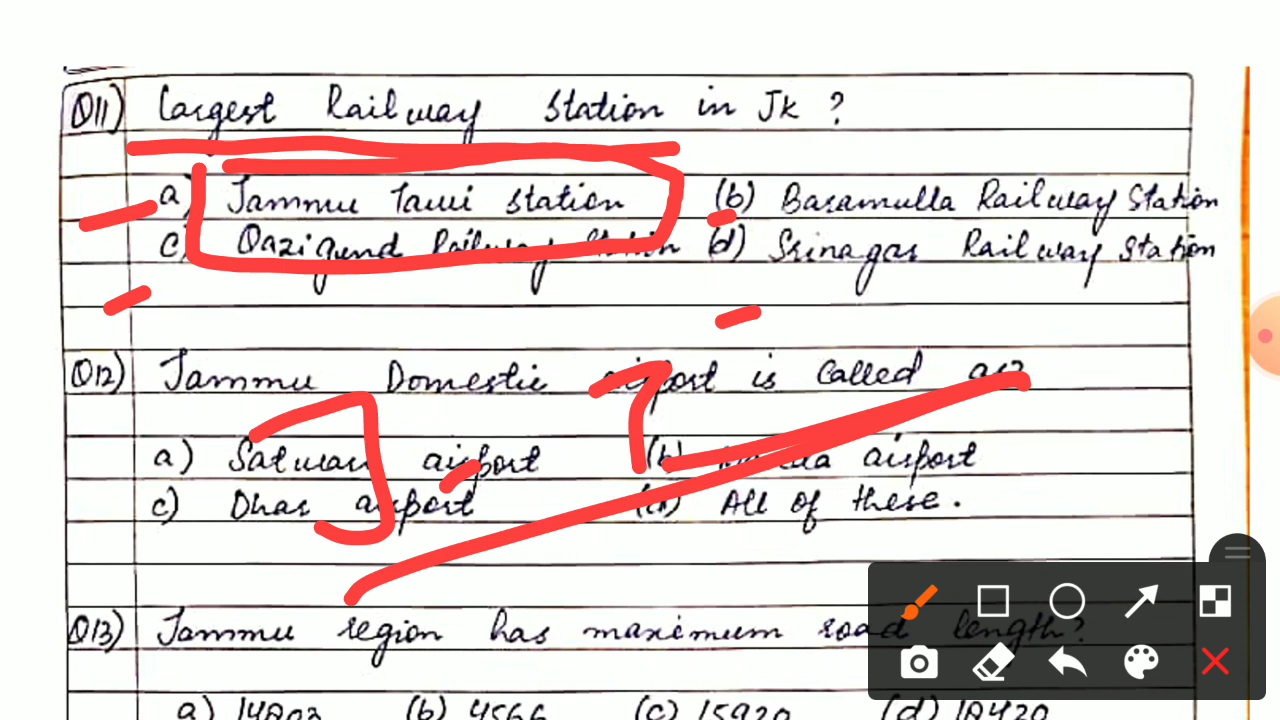 Q11) Largest Railway Station in Jk ?
a) Jammu Tawi Station (b) Baramulla Railway Station
c) Qazigund Railway Station (d) Srinagar Railway Station
Q12) Jammu Domestic airport is called as?
a) Satwari airport (b) airport
c) Dhar airport (d) All of these.
Q13) Jammu region has maximum road length?
a) (b) 4566 (c) 15920 (d)